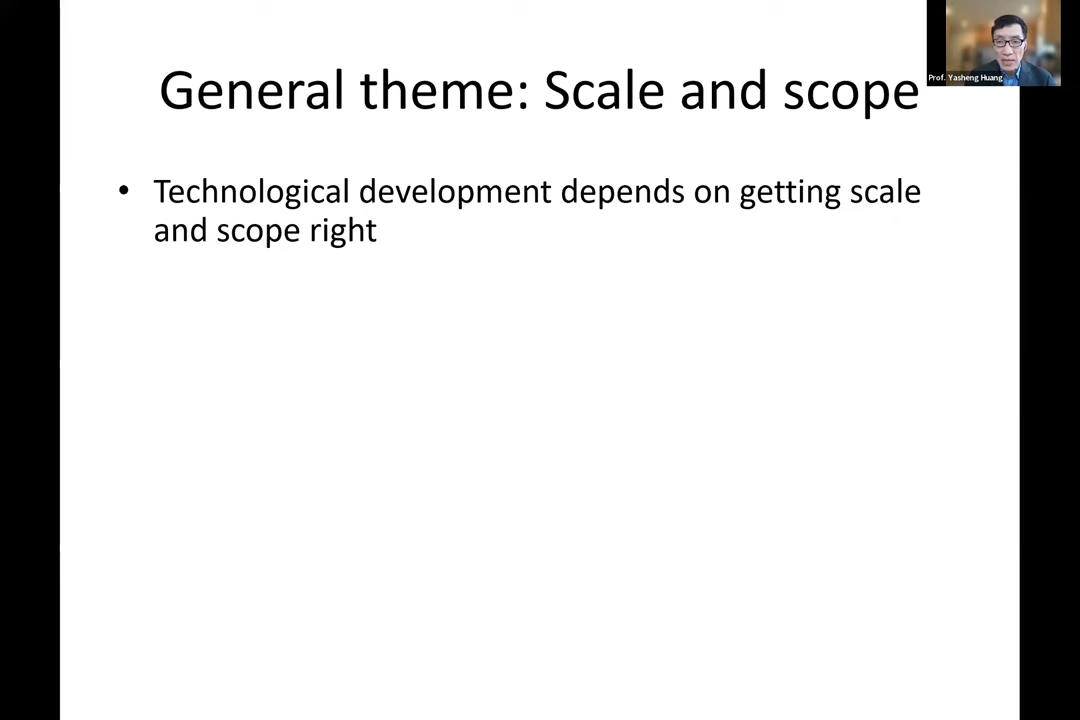 Prof. Yasheng Huang
General theme: Scale and scope
• Technological development depends on getting scale
and scope right